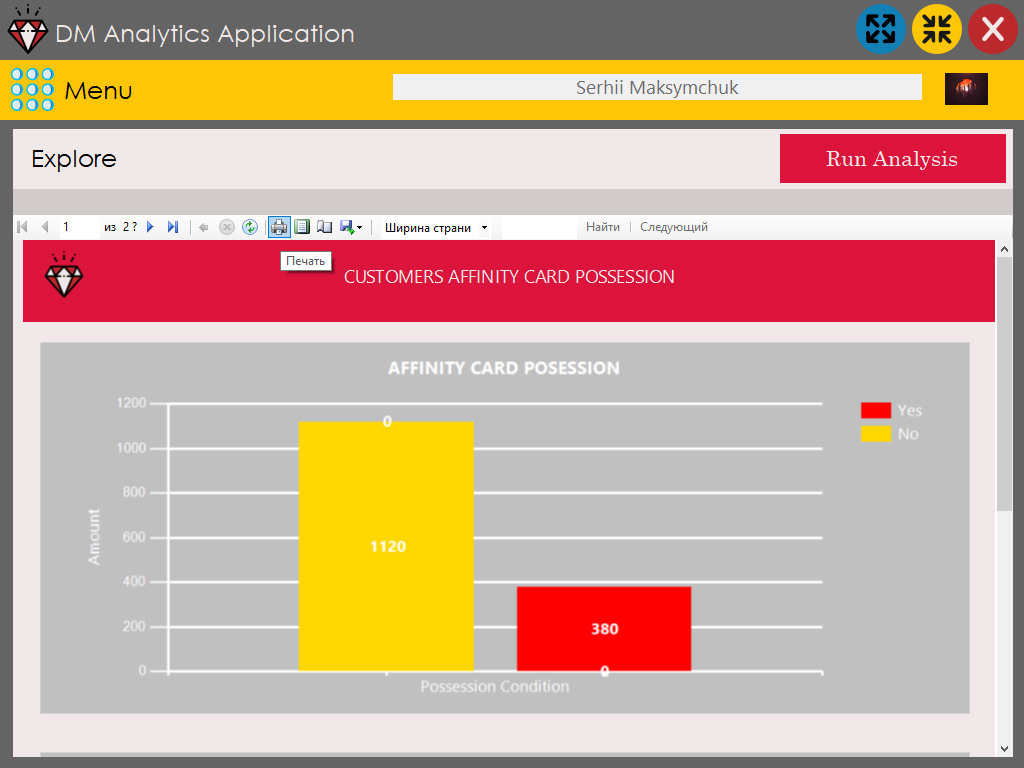 DM Analytics Application
Menu
Serhii Maksymchuk
Explore
Run Analysis
1 из 2 ? Ширина страни Найти Следующий
Печать
CUSTOMERS AFFINITY CARD POSSESSION
AFFINITY CARD POSESSION
Yes
No
1200
1000
800
600
400
200
0
Amount
0
1120
380
0
Possession Condition